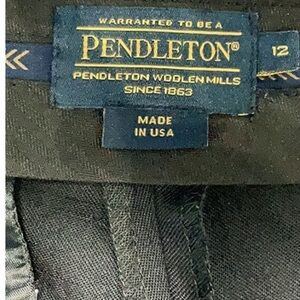 WARRANTED TO BE A
PENDLETON®
12
PENDLETON WOOLEN MILLS
SINCE 1863
MADE
IN USA